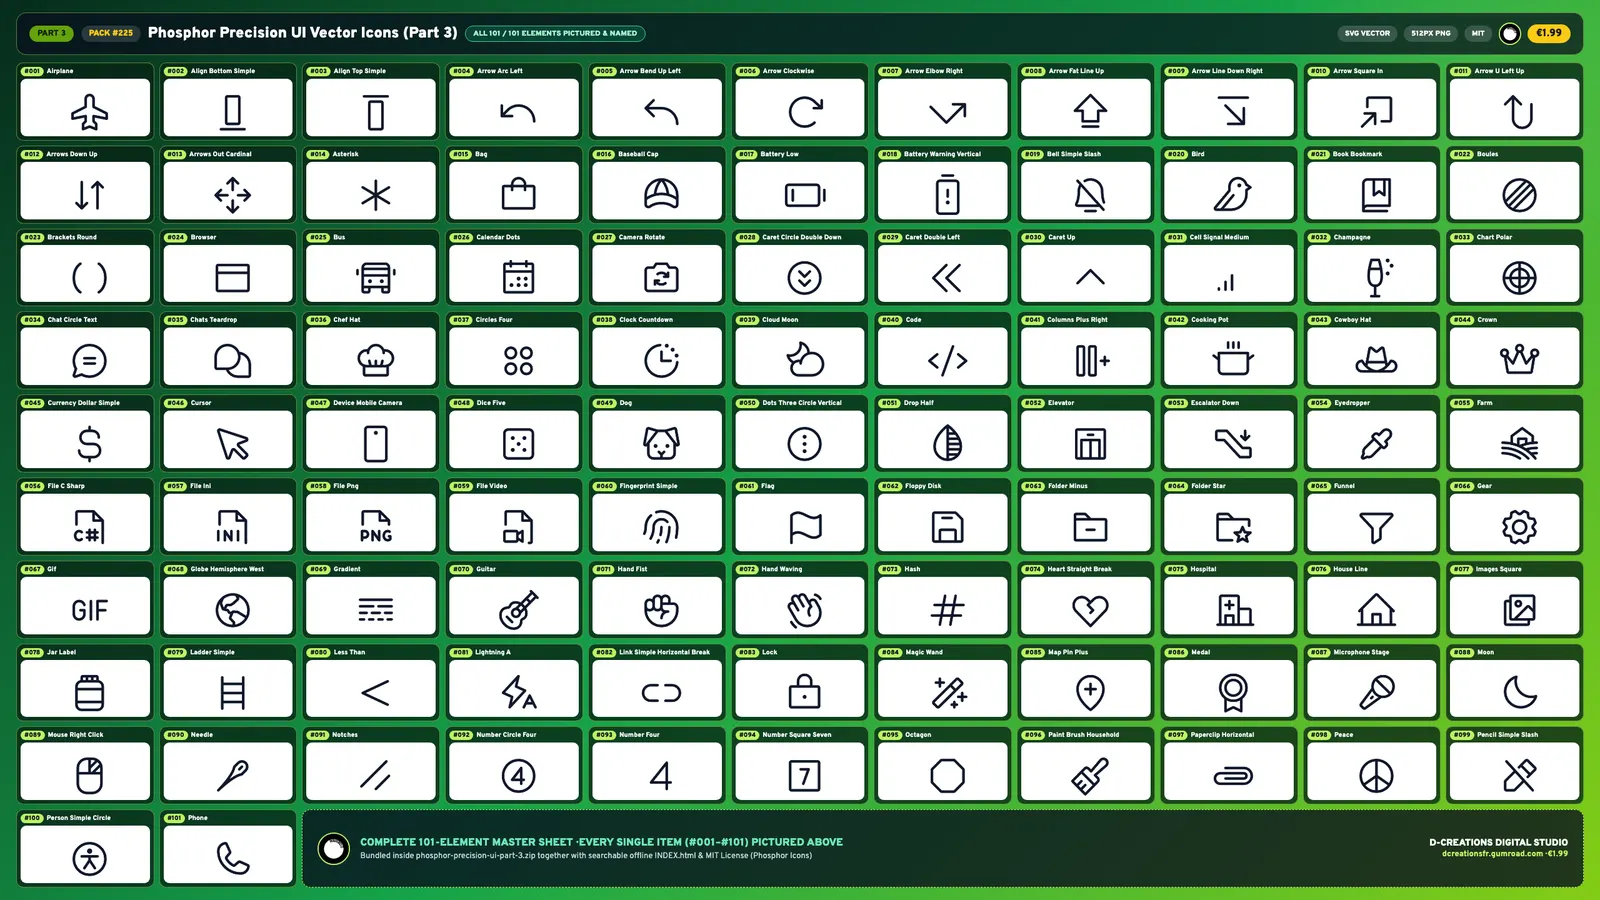 PART 3 PACK #225 Phosphor Precision UI Vector Icons (Part 3) ALL 101 / 101 ELEMENTS PICTURED & NAMED SVG VECTOR 512PX PNG MIT €1.99
#001 Airplane #002 Align Bottom Simple #003 Align Top Simple #004 Arrow Arc Left #005 Arrow Bend Up Left #006 Arrow Clockwise #007 Arrow Elbow Right #008 Arrow Fat Line Up #009 Arrow Line Down Right #010 Arrow Square In #011 Arrow U Left Up
#012 Arrows Down Up #013 Arrows Out Cardinal #014 Asterisk #015 Bag #016 Baseball Cap #017 Battery Low #018 Battery Warning Vertical #019 Bell Simple Slash #020 Bird #021 Book Bookmark #022 Boules
#023 Brackets Round #024 Browser #025 Bus #026 Calendar Dots #027 Camera Rotate #028 Caret Circle Double Down #029 Caret Double Left #030 Caret Up #031 Cell Signal Medium #032 Champagne #033 Chart Polar
#034 Chat Circle Text #035 Chats Teardrop #036 Chef Hat #037 Circles Four #038 Clock Countdown #039 Cloud Moon #040 Code #041 Columns Plus Right #042 Cooking Pot #043 Cowboy Hat #044 Crown
#045 Currency Dollar Simple #046 Cursor #047 Device Mobile Camera #048 Dice Five #049 Dog #050 Dots Three Circle Vertical #051 Drop Half #052 Elevator #053 Escalator Down #054 Eyedropper #055 Farm
#056 File C Sharp #057 File Ini #058 File Png #059 File Video #060 Fingerprint Simple #061 Flag #062 Floppy Disk #063 Folder Minus #064 Folder Star #065 Funnel #066 Gear
C# INI PNG
#067 Gif #068 Globe Hemisphere West #069 Gradient #070 Guitar #071 Hand Fist #072 Hand Waving #073 Hash #074 Heart Straight Break #075 Hospital #076 House Line #077 Images Square
GIF #
#078 Jar Label #079 Ladder Simple #080 Less Than #081 Lightning A #082 Link Simple Horizontal Break #083 Lock #084 Magic Wand #085 Map Pin Plus #086 Medal #087 Microphone Stage #088 Moon
< A
#089 Mouse Right Click #090 Needle #091 Notches #092 Number Circle Four #093 Number Four #094 Number Square Seven #095 Octagon #096 Paint Brush Household #097 Paperclip Horizontal #098 Peace #099 Pencil Simple Slash
4 4 7
#100 Person Simple Circle #101 Phone
COMPLETE 101-ELEMENT MASTER SHEET · EVERY SINGLE ITEM (#001–#101) PICTURED ABOVE
Bundled inside phosphor-precision-ui-part-3.zip together with searchable offline INDEX.html & MIT License (Phosphor Icons)
D-CREATIONS DIGITAL STUDIO
dcreationsfr.gumroad.com · €1.99